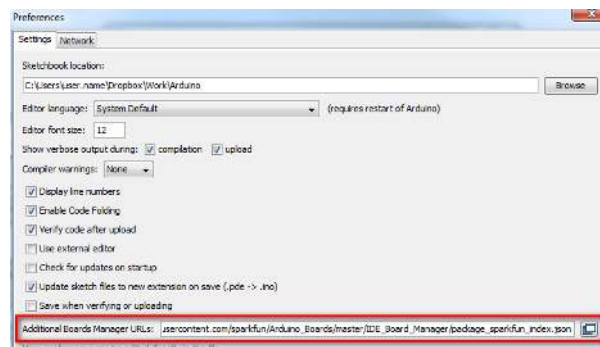 Preferences
Settings Network
Sketchbook location:
C:\Users\user.name\Dropbox\Work\Arduino Browse
Editor language: System Default (requires restart of Arduino)
Editor font size: 12
Show verbose output during: compilation upload
Compiler warnings: None
Display line numbers
Enable Code Folding
Verify code after upload
Use external editor
Check for updates on startup
Update sketch files to new extension on save (.pde -> .ino)
Save when verifying or uploading
Additional Boards Manager URLs: usercontent.com/sparkfun/Arduino_Boards/master/IDE_Board_Manager/package_sparkfun_index.json